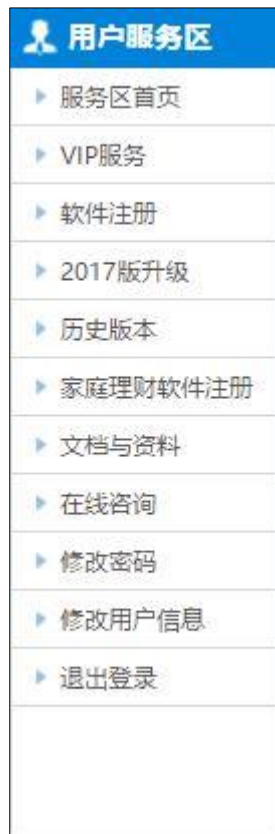 用户服务区
服务区首页
VIP服务
软件注册
2017版升级
历史版本
家庭理财软件注册
文档与资料
在线咨询
修改密码
修改用户信息
退出登录